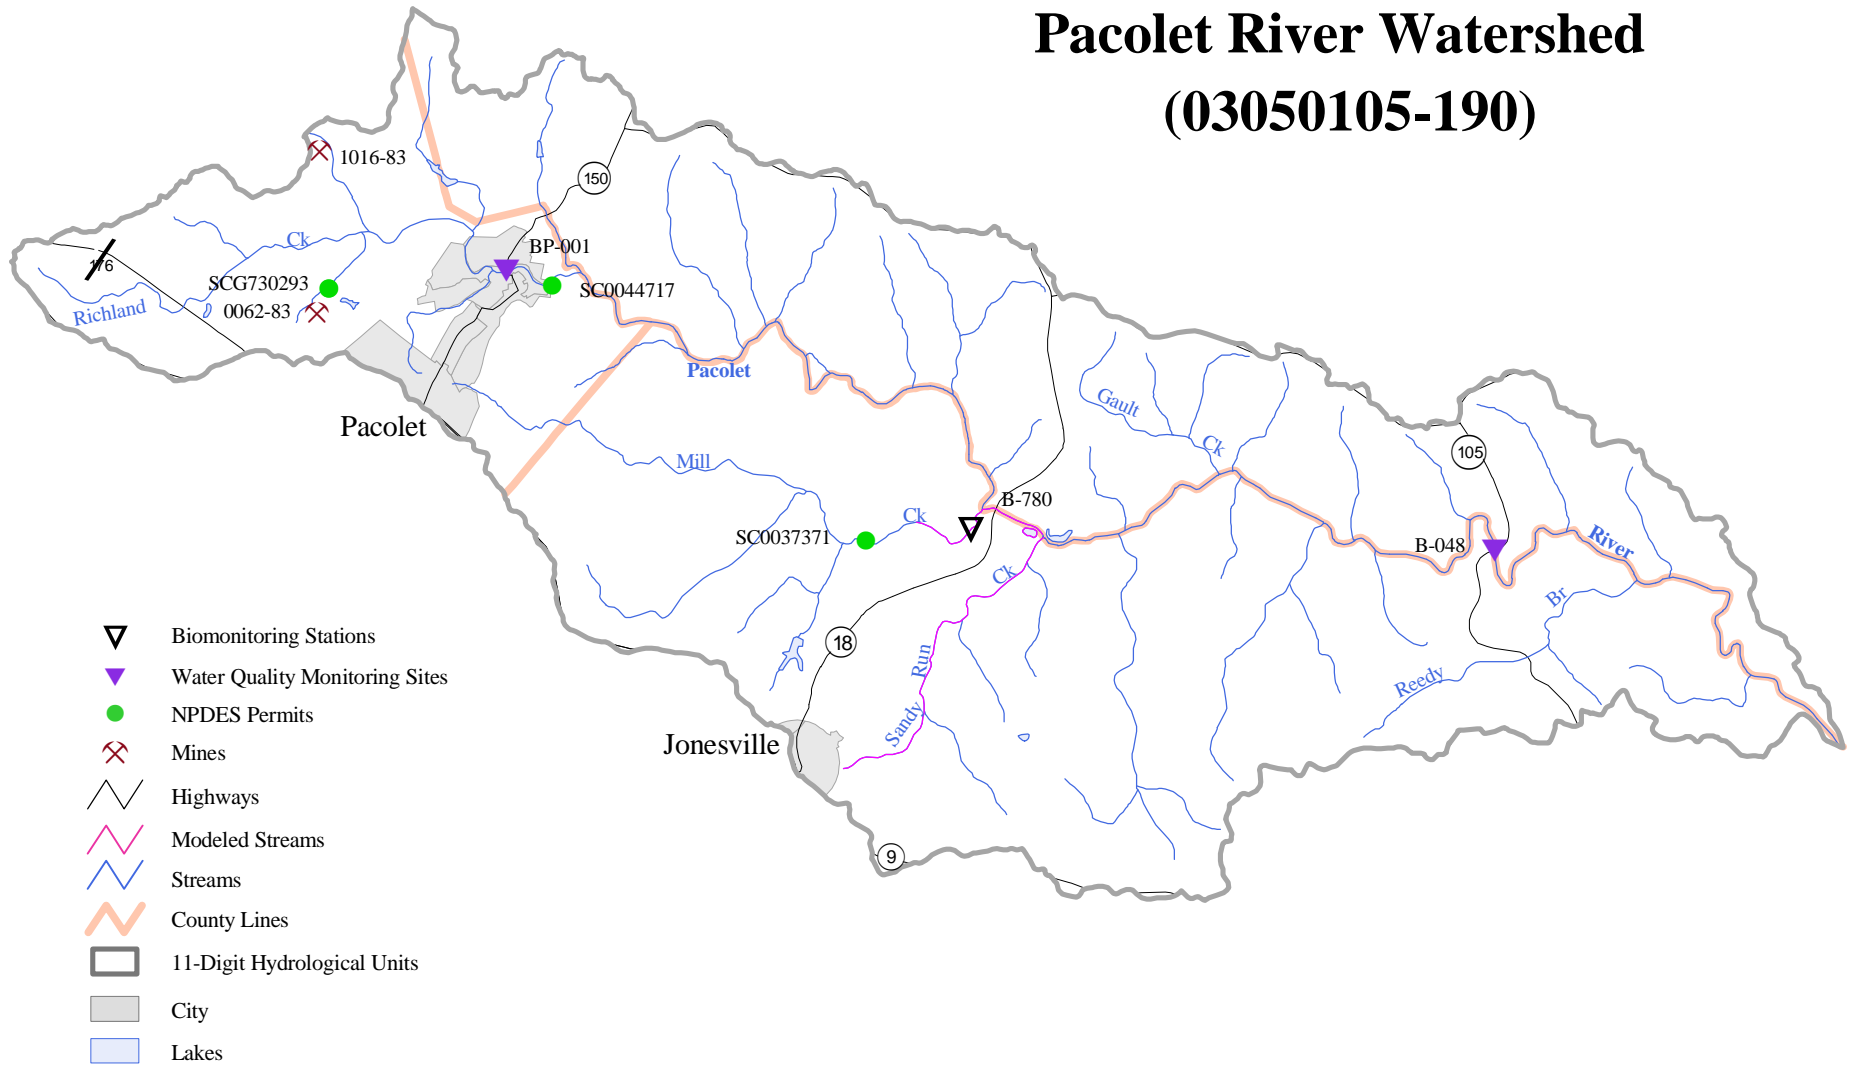 Pacolet River Watershed
(03050105-190)
1016-83
150
Ck
BP-001
176
SCG730293
SC0044717
0062-83
Richland
Pacolet
Gault
Pacolet
Ck
105
Mill
B-780
Ck
SC0037371
B-048
River
Ck
Br
18
Run
Reedy
Sandy
Jonesville
9
Biomonitoring Stations
Water Quality Monitoring Sites
NPDES Permits
Mines
Highways
Modeled Streams
Streams
County Lines
11-Digit Hydrological Units
City
Lakes